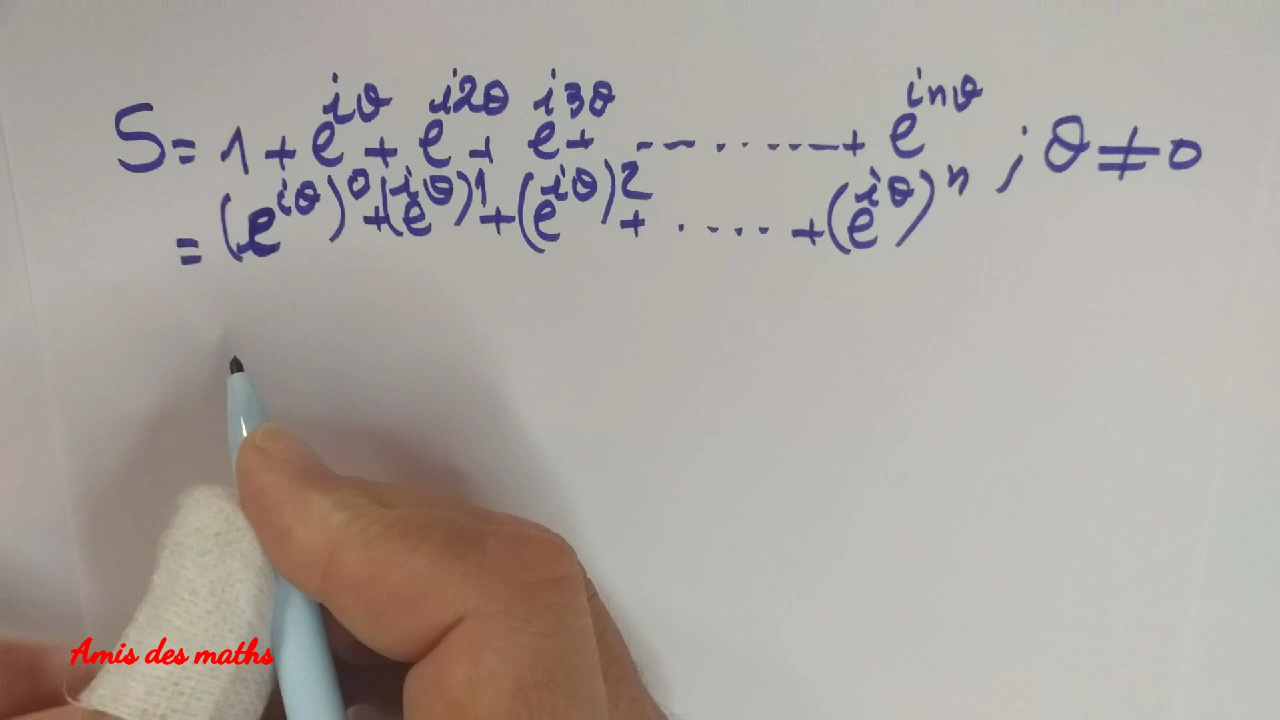 S = 1 + e^{iθ} + e^{i2θ} + e^{i3θ} + - - . . . . - - + e^{inθ} ; θ ≠ 0
= (e^{iθ})^0 + (e^{iθ})^1 + (e^{iθ})^2 + . . . . . + (e^{iθ})^n
Amis des maths